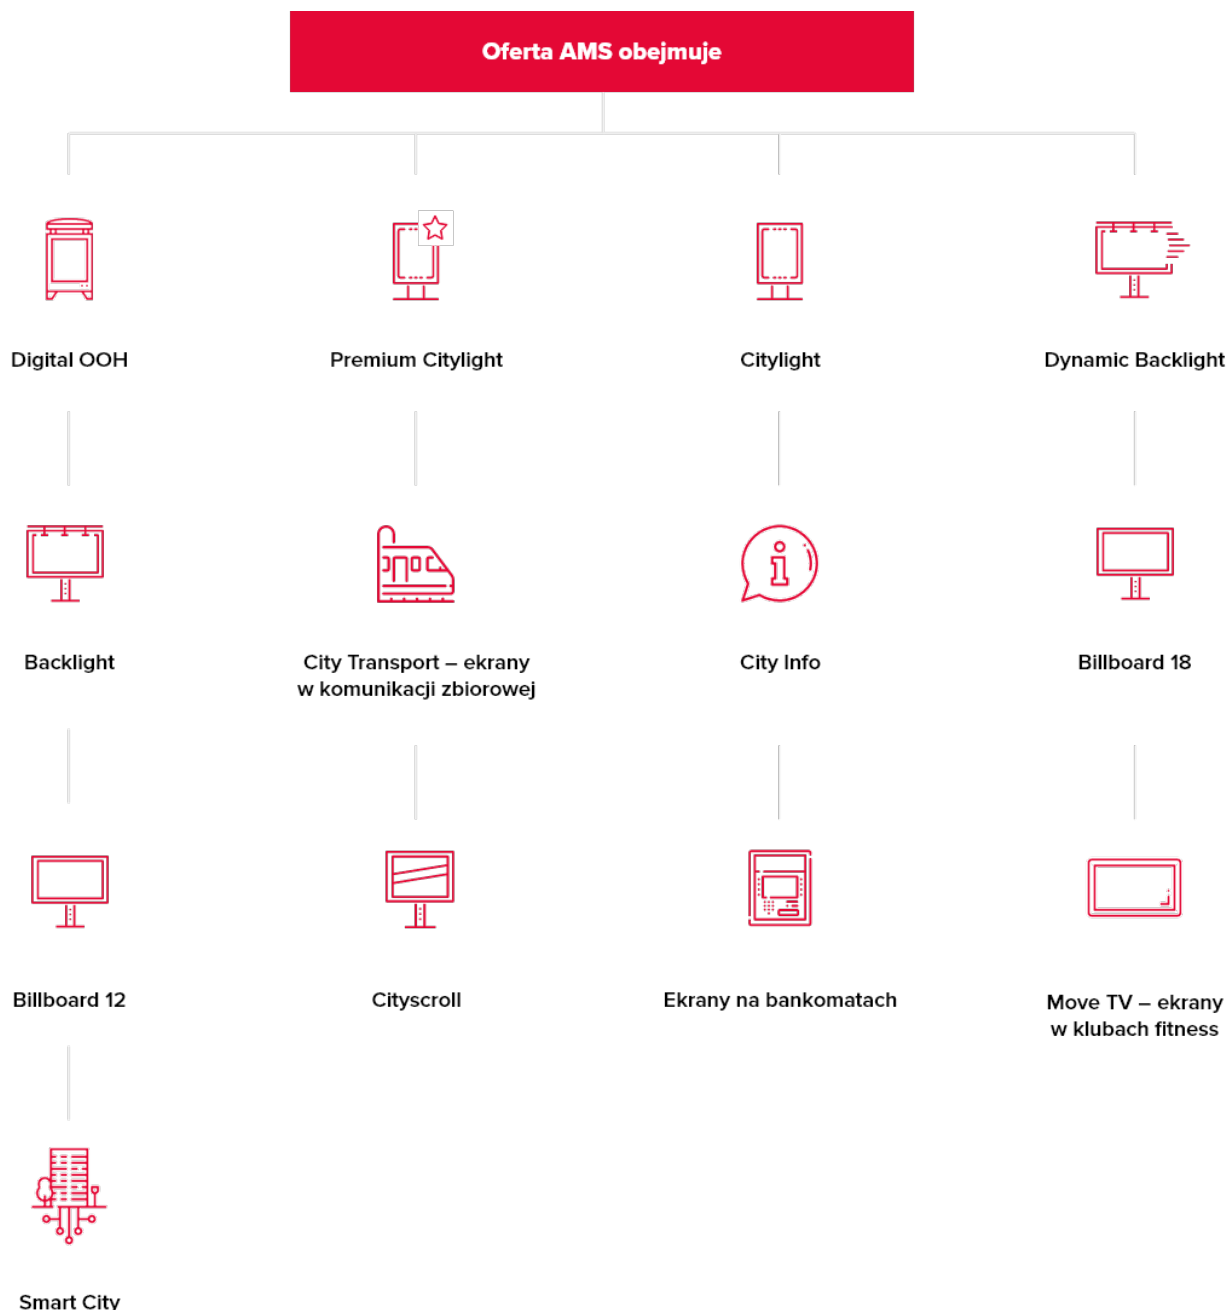 Oferta AMS obejmuje
Digital OOH
Premium Citylight
Citylight
Dynamic Backlight
Backlight
City Transport – ekrany
w komunikacji zbiorowej
City Info
Billboard 18
Billboard 12
Cityscroll
Ekrany na bankomatach
Move TV – ekrany
w klubach fitness
Smart City